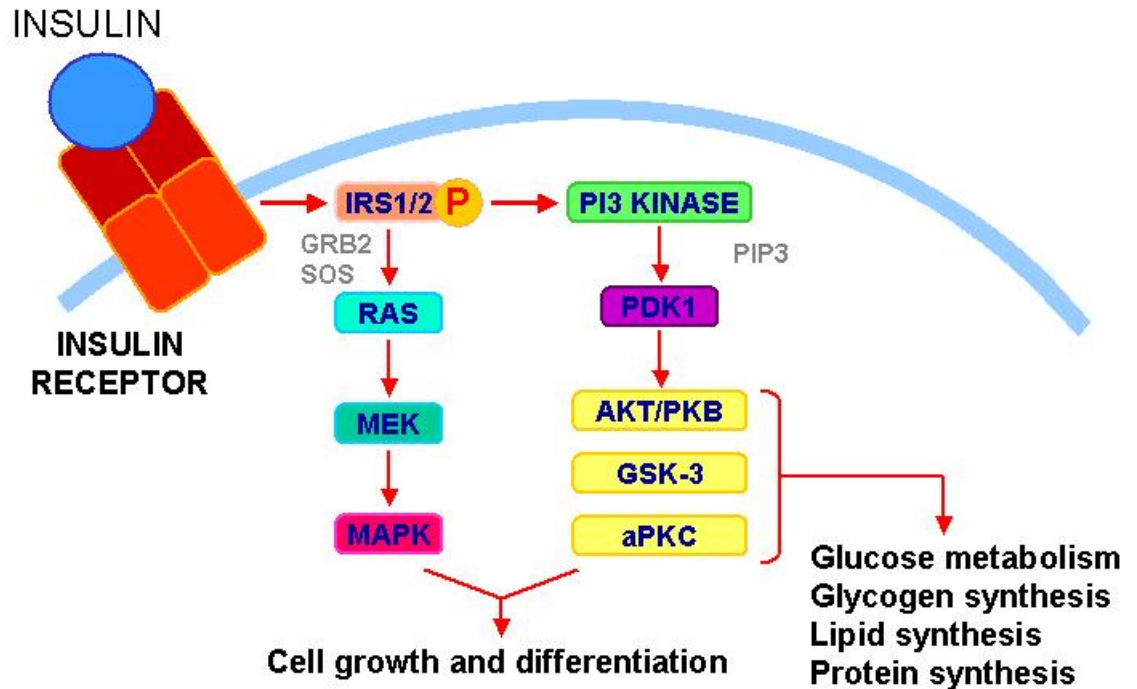 INSULIN
IRS1/2
P
PI3 KINASE
GRB2
SOS
PIP3
RAS
PDK1
INSULIN
RECEPTOR
MEK
AKT/PKB
GSK-3
MAPK
aPKC
Glucose metabolism
Glycogen synthesis
Lipid synthesis
Protein synthesis
Cell growth and differentiation